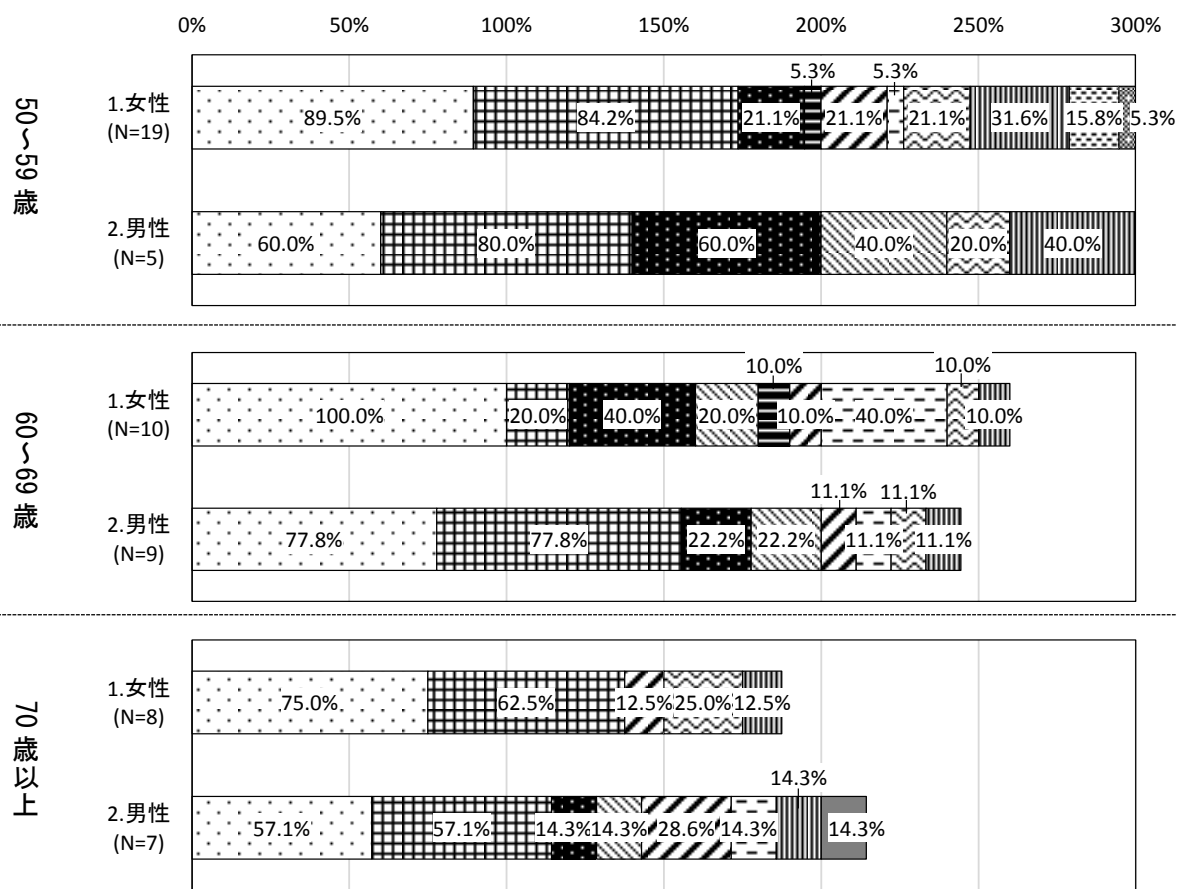 0% 50% 100% 150% 200% 250% 300%
50～59歳
1.女性
(N=19)
5.3% 5.3%
89.5% 84.2% 21.1% 21.1% 21.1% 31.6% 15.8% 5.3%
2.男性
(N=5)
60.0% 80.0% 60.0% 40.0% 20.0% 40.0%
60～69歳
1.女性
(N=10)
10.0% 10.0%
100.0% 20.0% 40.0% 20.0% 10.0% 40.0% 10.0%
2.男性
(N=9)
11.1% 11.1%
77.8% 77.8% 22.2% 22.2% 11.1% 11.1%
70歳以上
1.女性
(N=8)
75.0% 62.5% 12.5% 25.0% 12.5%
2.男性
(N=7)
14.3%
57.1% 57.1% 14.3% 14.3% 28.6% 14.3% 14.3%